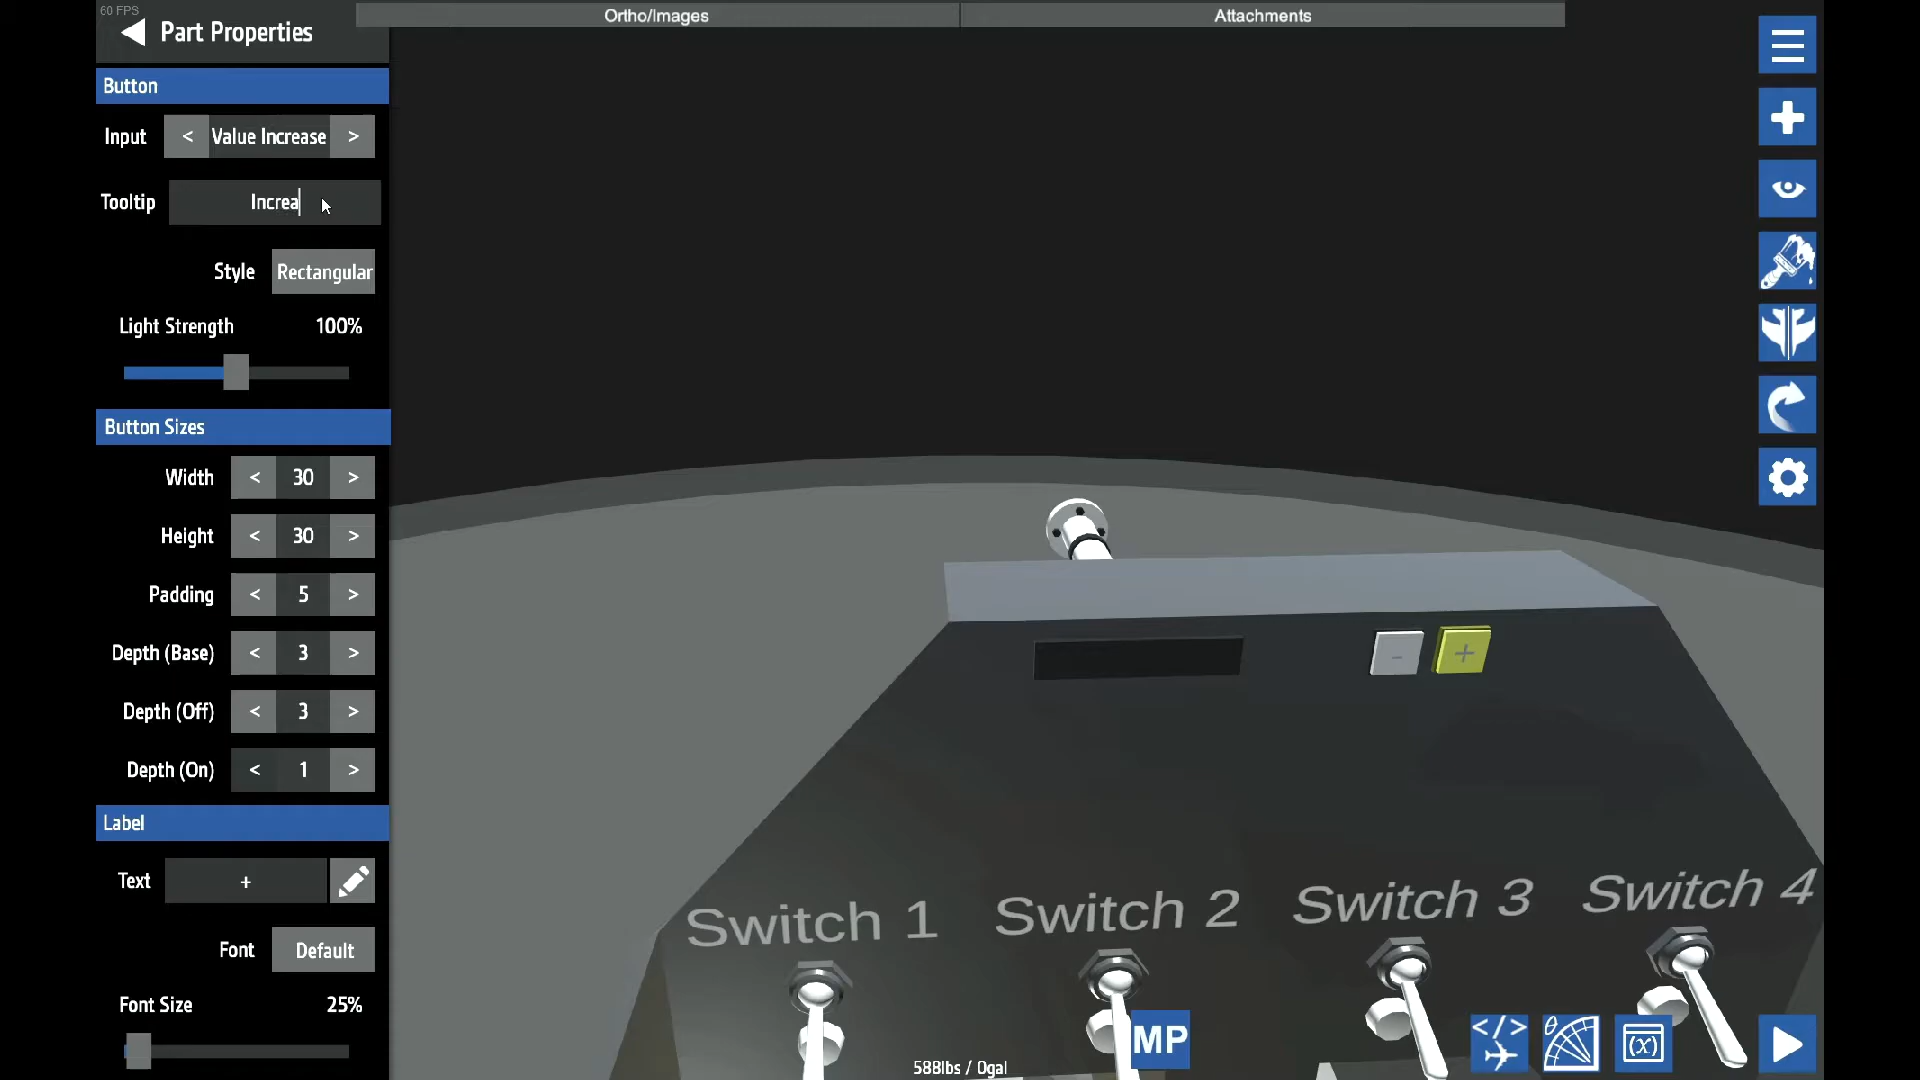 60 FPS
Part Properties
Ortho/Images
Attachments
Button
Input < Value Increase >
Tooltip Increa
Style Rectangular
Light Strength 100%
Button Sizes
Width < 30 >
Height < 30 >
Padding < 5 >
Depth (Base) < 3 >
Depth (Off) < 3 >
Depth (On) < 1 >
Label
Text +
Font Default
Font Size 25%
- +
Switch 1
Switch 2
Switch 3
Switch 4
MP
588lbs / 0gal
</>
(x)